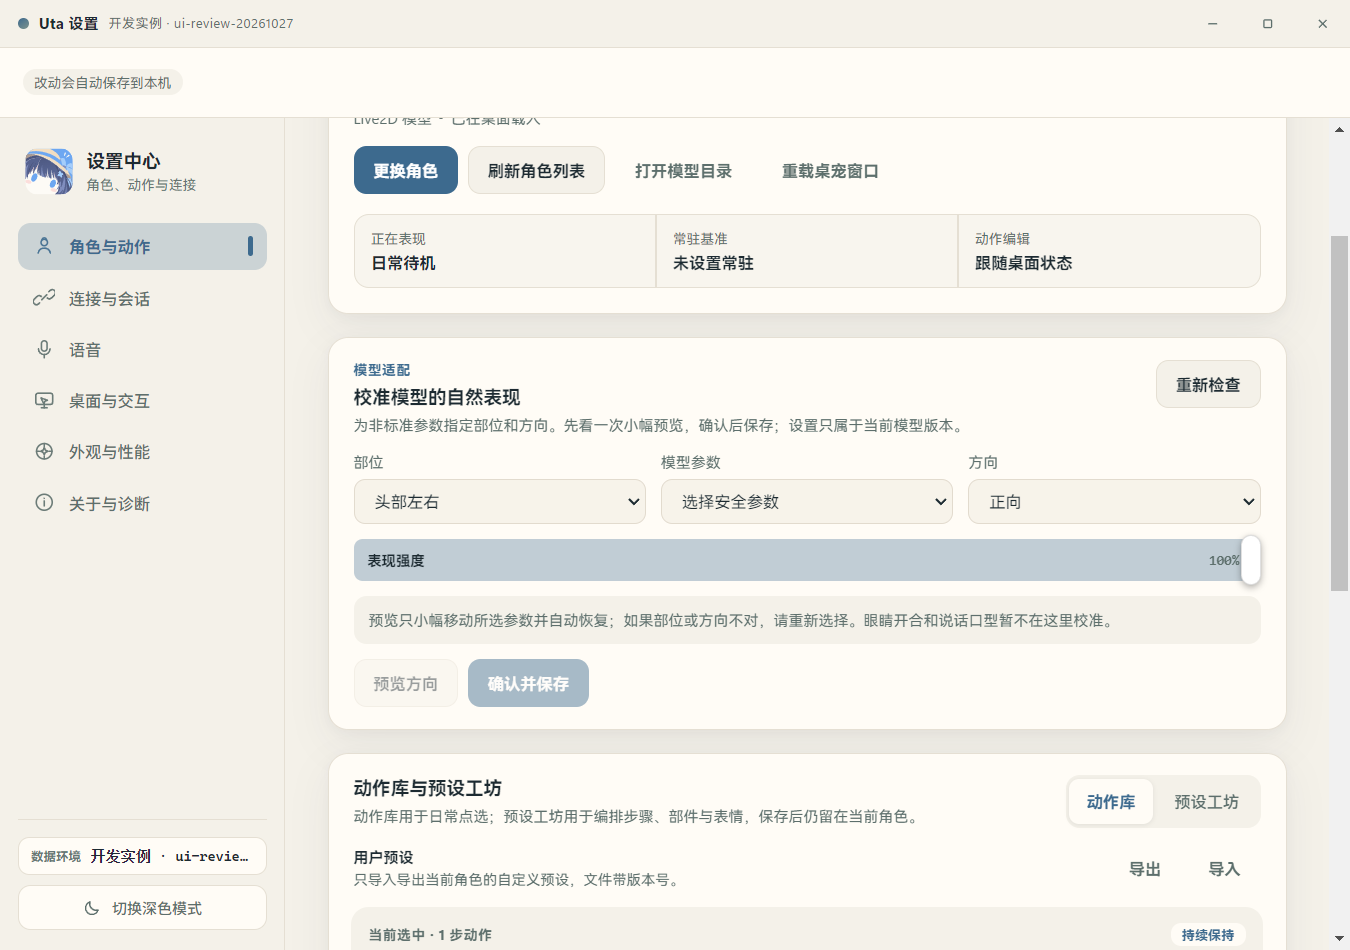 Uta 设置 开发实例 · ui-review-20261027
改动会自动保存到本机
设置中心
角色、动作与连接
角色与动作
连接与会话
语音
桌面与交互
外观与性能
关于与诊断
数据环境 开发实例 · ui-revie…
切换深色模式
Live2D 模型 · 已在桌面载入
更换角色 刷新角色列表 打开模型目录 重载桌宠窗口
正在表现 常驻基准 动作编辑
日常待机 未设置常驻 跟随桌面状态
模型适配
校准模型的自然表现
重新检查
为非标准参数指定部位和方向。先看一次小幅预览，确认后保存；设置只属于当前模型版本。
部位 模型参数 方向
头部左右 选择安全参数 正向
表现强度 100%
预览只小幅移动所选参数并自动恢复；如果部位或方向不对，请重新选择。眼睛开合和说话口型暂不在这里校准。
预览方向 确认并保存
动作库与预设工坊
动作库 预设工坊
动作库用于日常点选；预设工坊用于编排步骤、部件与表情，保存后仍留在当前角色。
用户预设
导出 导入
只导入导出当前角色的自定义预设，文件带版本号。
当前选中 · 1 步动作 持续保持